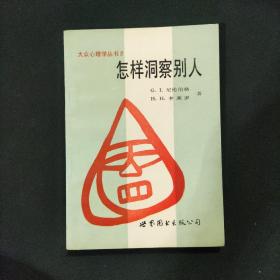 大众心理学丛书
怎样洞察别人
G. I. 尼伦伯格
H. H. 卡莱罗
著
世界图书出版公司